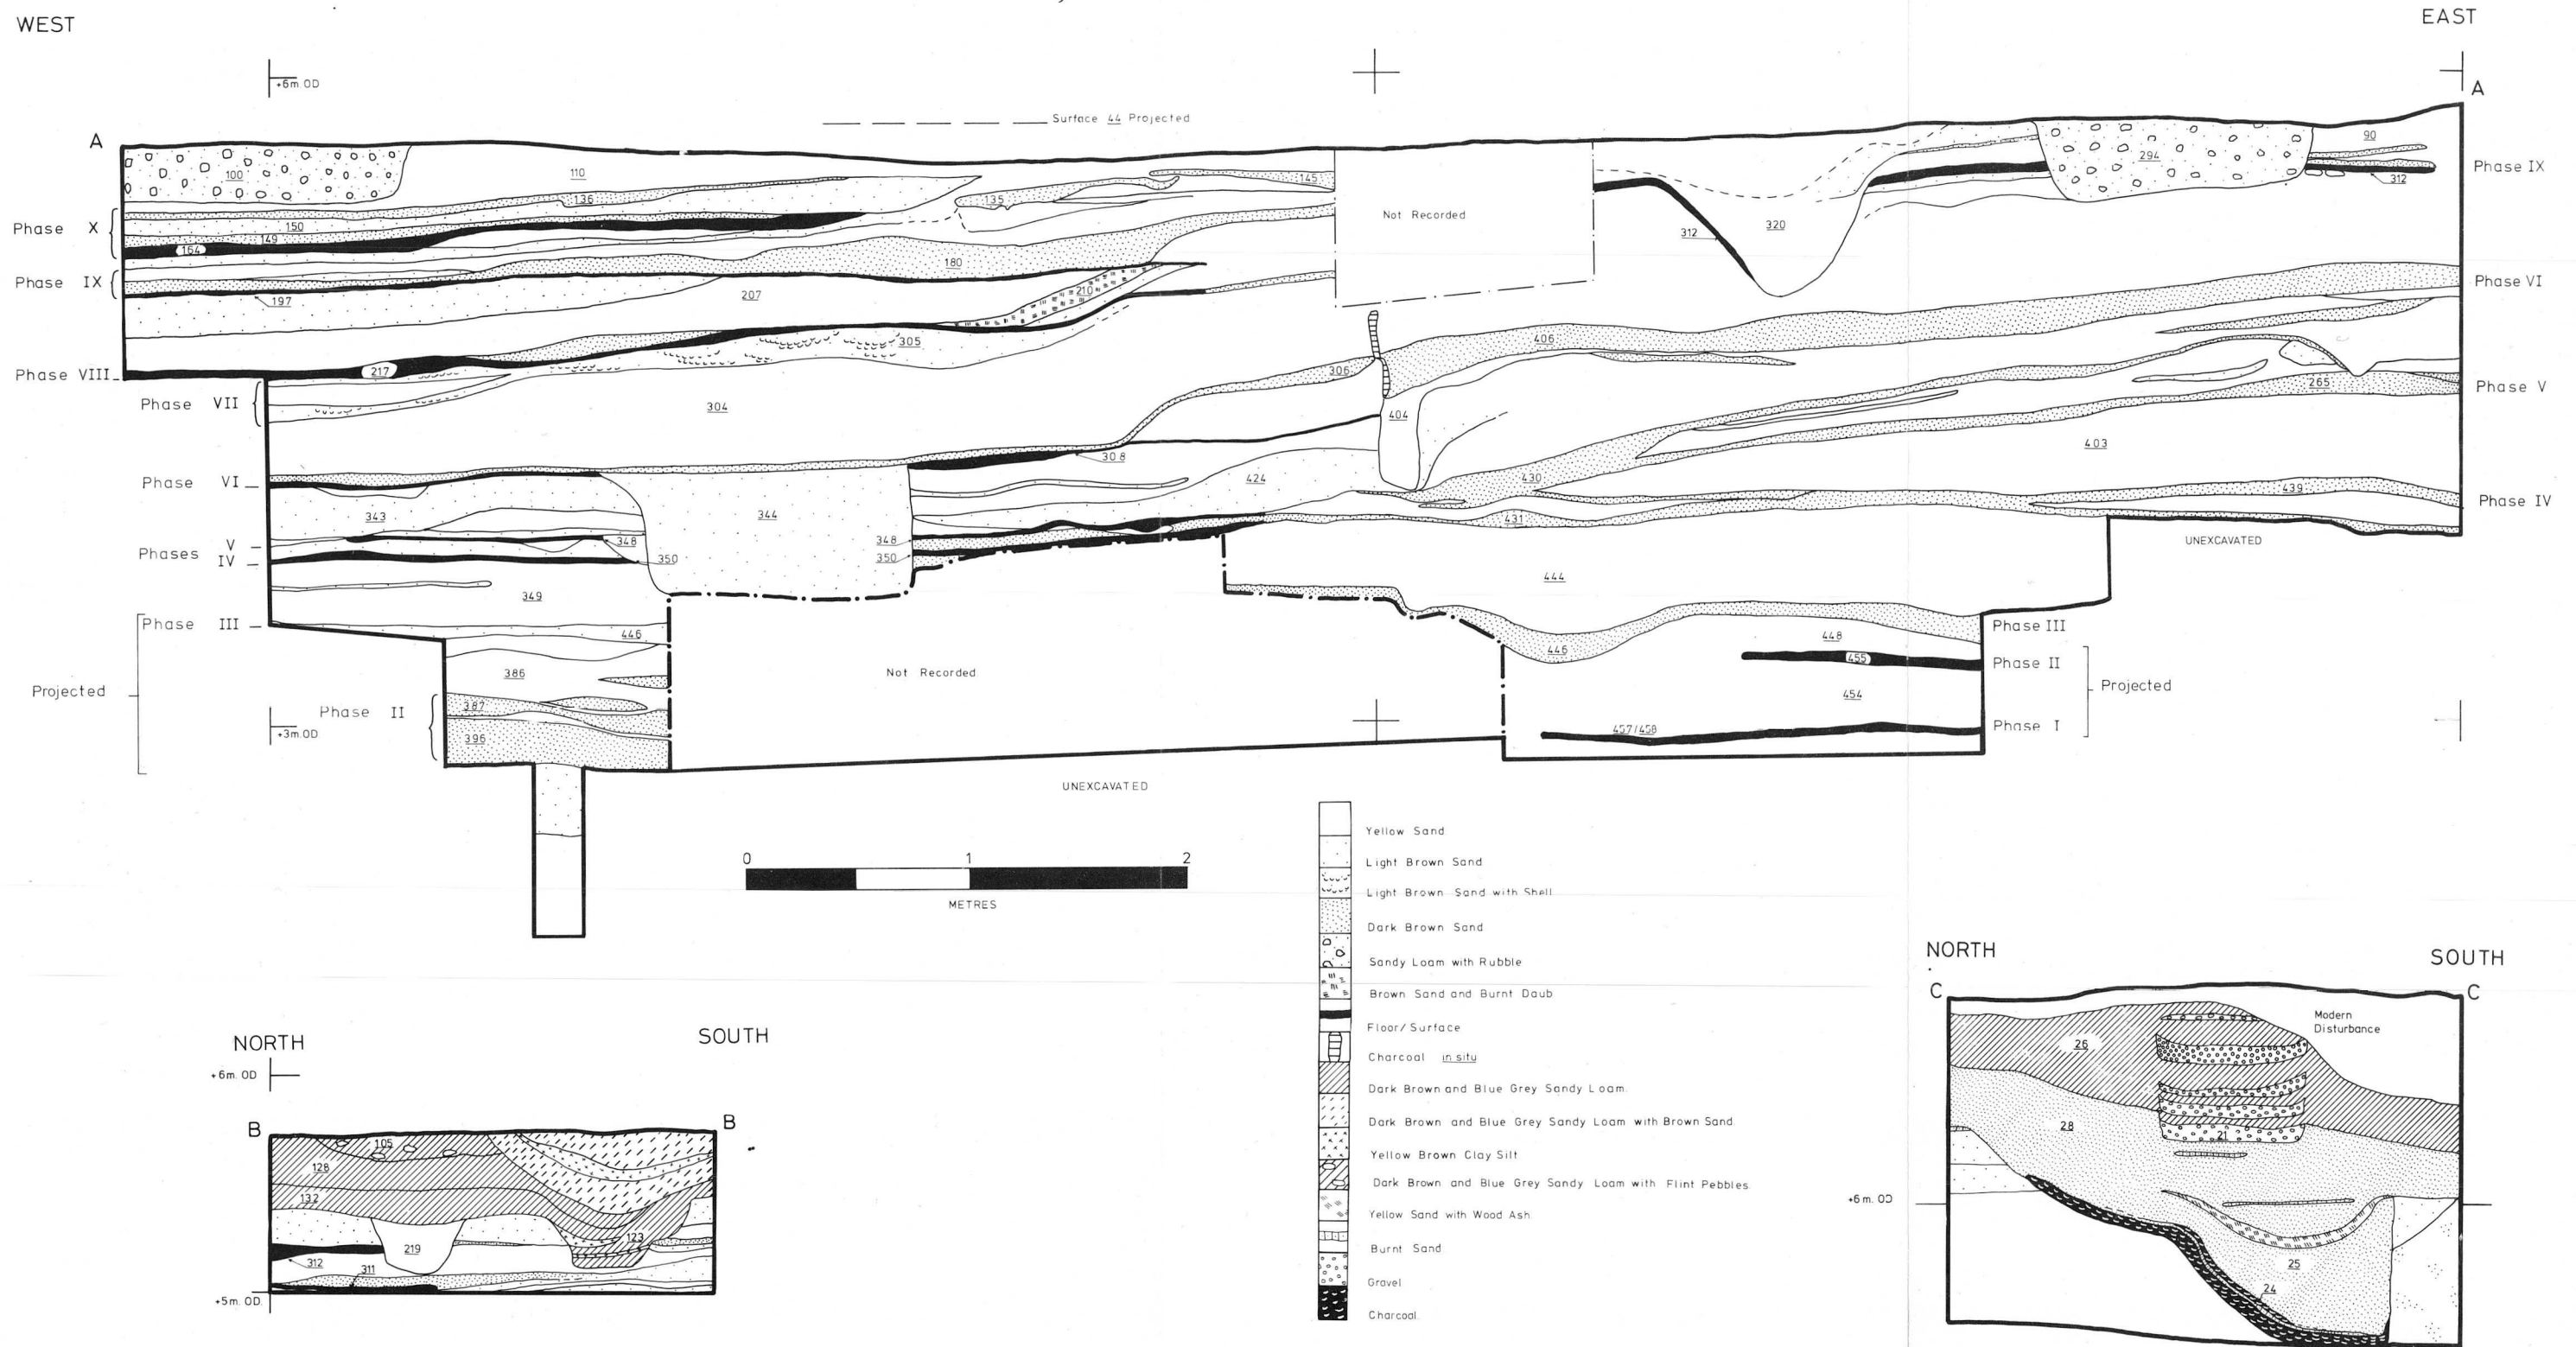 WEST
EAST
+6m. OD
A
Surface 44 Projected
A
100
110
136
150
149
164
Phase X
Phase IX
197
180
207
210
135
145
Not Recorded
312
320
294
90
312
Phase IX
Phase VI
Phase VIII
217
305
Phase VII
304
306
406
404
265
Phase V
403
308
424
430
431
439
Phase IV
Phase VI
343
344
348
350
348
350
Phases V
IV
349
UNEXCAVATED
444
Phase III
446
446
448
455
Phase III
Phase II
386
Not Recorded
454
Projected
Projected
Phase II
387
396
+3m.OD
457/458
Phase I
UNEXCAVATED
0 1 2
METRES
Yellow Sand
Light Brown Sand
Light Brown Sand with Shell
Dark Brown Sand
Sandy Loam with Rubble
Brown Sand and Burnt Daub
Floor/Surface
Charcoal in situ
Dark Brown and Blue Grey Sandy Loam
Dark Brown and Blue Grey Sandy Loam with Brown Sand
Yellow Brown Clay Silt
Dark Brown and Blue Grey Sandy Loam with Flint Pebbles
Yellow Sand with Wood Ash
Burnt Sand
Gravel
Charcoal
NORTH
SOUTH
+6m. OD
B
B
105
128
132
219
123
312
311
+5m. OD.
NORTH
SOUTH
C
C
Modern
Disturbance
26
28
21
+6m. OD
25
24